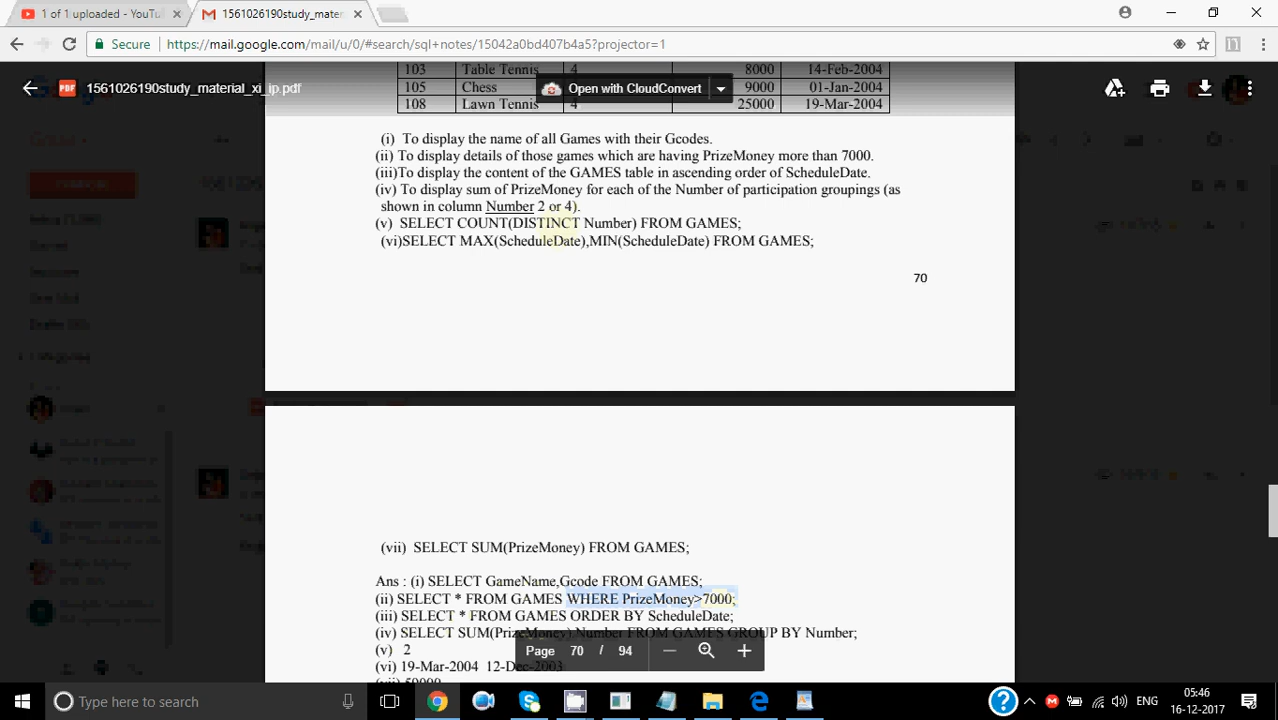 1 of 1 uploaded - YouT
1561026190study_mate
Secure
https://mail.google.com/mail/u/0/#search/sql+notes/15042a0bd407b4a5?projector=1
PDF 1561026190study_material_xi_ip.pdf
Open with CloudConvert
103 Table Tennis 4 8000 14-Feb-2004
105 Chess 9000 01-Jan-2004
108 Lawn Tennis 4 25000 19-Mar-2004
(i) To display the name of all Games with their Gcodes.
(ii) To display details of those games which are having PrizeMoney more than 7000.
(iii)To display the content of the GAMES table in ascending order of ScheduleDate.
(iv) To display sum of PrizeMoney for each of the Number of participation groupings (as
shown in column Number 2 or 4).
(v) SELECT COUNT(DISTINCT Number) FROM GAMES;
(vi)SELECT MAX(ScheduleDate),MIN(ScheduleDate) FROM GAMES;
70
(vii) SELECT SUM(PrizeMoney) FROM GAMES;
Ans : (i) SELECT GameName,Gcode FROM GAMES;
(ii) SELECT * FROM GAMES WHERE PrizeMoney>7000;
(iii) SELECT * FROM GAMES ORDER BY ScheduleDate;
(iv) SELECT SUM(PrizeMoney),Number FROM GAMES GROUP BY Number;
(v) 2
(vi) 19-Mar-2004 12-Dec-2003
Page 70 / 94
Type here to search
ENG
05:46
16-12-2017